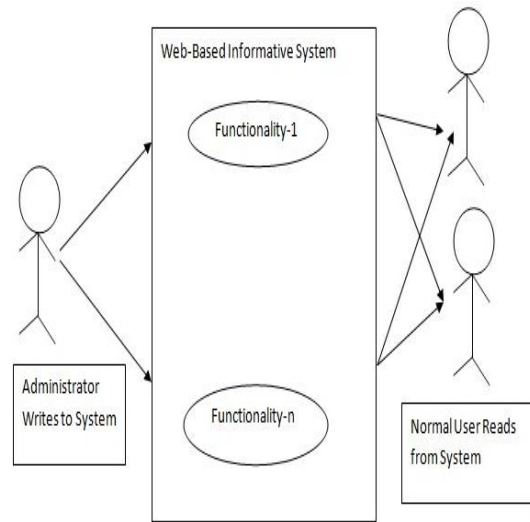 Web-Based Informative System
Functionality-1
Functionality-n
Administrator
Writes to System
Normal User Reads
from System